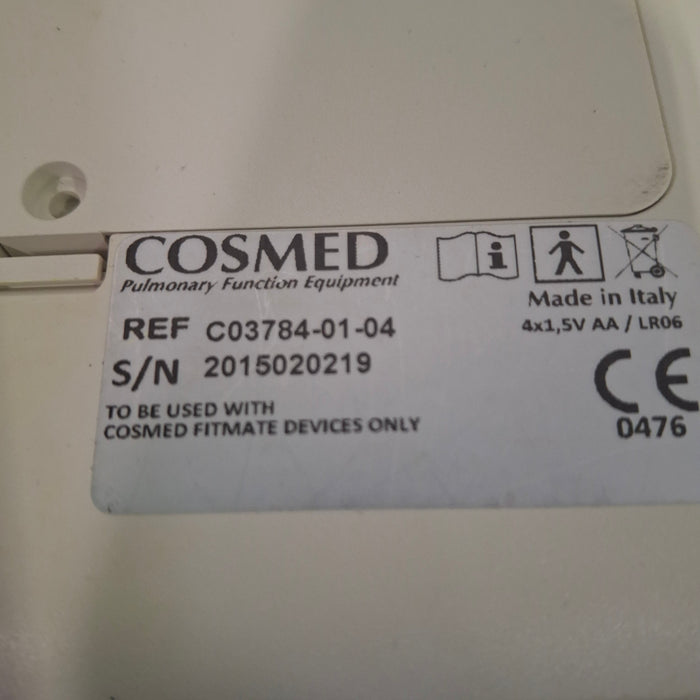 COSMED
Pulmonary Function Equipment
REF C03784-01-04
S/N 2015020219
TO BE USED WITH
COSMED FITMATE DEVICES ONLY
i
Made in Italy
4x1,5V AA / LR06
CE
0476